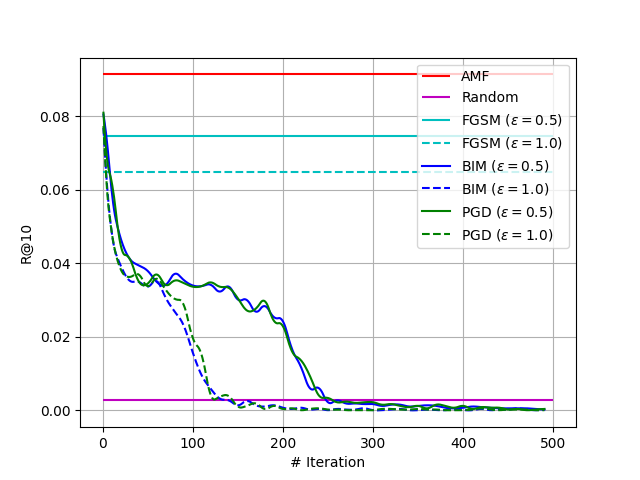 AMF
Random
FGSM (ε = 0.5)
FGSM (ε = 1.0)
BIM (ε = 0.5)
BIM (ε = 1.0)
PGD (ε = 0.5)
PGD (ε = 1.0)
R@10
0.08
0.06
0.04
0.02
0.00
0 100 200 300 400 500
# Iteration